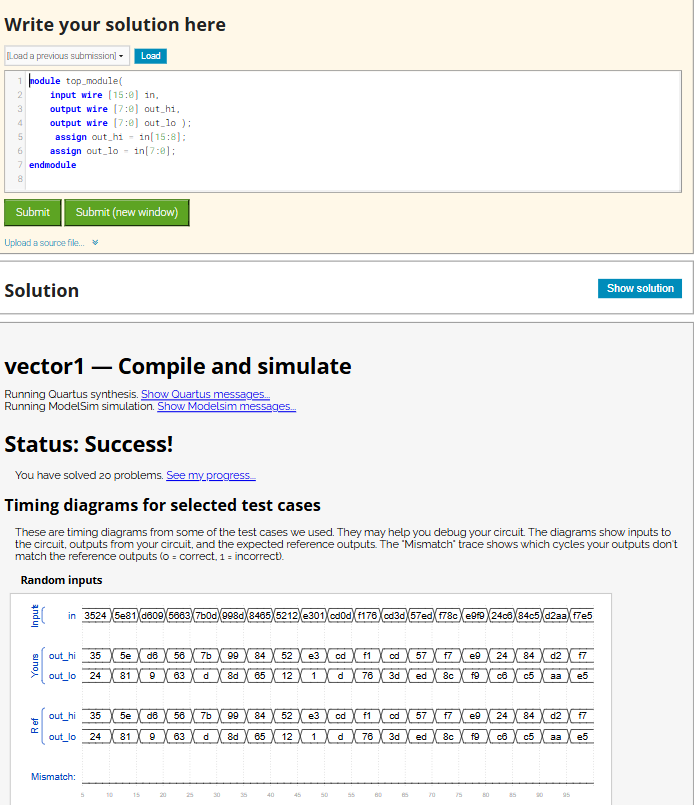 Write your solution here
[Load a previous submission] Load
1 module top_module(
2 input wire [15:0] in,
3 output wire [7:0] out_hi,
4 output wire [7:0] out_lo );
5 assign out_hi = in[15:8];
6 assign out_lo = in[7:0];
7 endmodule
8
Submit Submit (new window)
Upload a source file...
Solution Show solution
vector1 — Compile and simulate
Running Quartus synthesis. Show Quartus messages...
Running ModelSim simulation. Show Modelsim messages...
Status: Success!
You have solved 20 problems. See my progress...
Timing diagrams for selected test cases
These are timing diagrams from some of the test cases we used. They may help you debug your circuit. The diagrams show inputs to
the circuit, outputs from your circuit, and the expected reference outputs. The "Mismatch" trace shows which cycles your outputs don't
match the reference outputs (0 = correct, 1 = incorrect).
Random inputs
Inputs in 3524 5e81 d609 5663 7b0d 998d 8465 5212 e301 cd0d f176 cd3d 57ed f78c e9f9 24c6 84c5 d2aa f7e5
Yours out_hi 35 5e d6 56 7b 99 84 52 e3 cd f1 cd 57 f7 e9 24 84 d2 f7
out_lo 24 81 9 63 d 8d 65 12 1 d 76 3d ed 8c f9 c6 c5 aa e5
Ref out_hi 35 5e d6 56 7b 99 84 52 e3 cd f1 cd 57 f7 e9 24 84 d2 f7
out_lo 24 81 9 63 d 8d 65 12 1 d 76 3d ed 8c f9 c6 c5 aa e5
Mismatch:
5 10 15 20 25 30 35 40 45 50 55 60 65 70 75 80 85 90 95